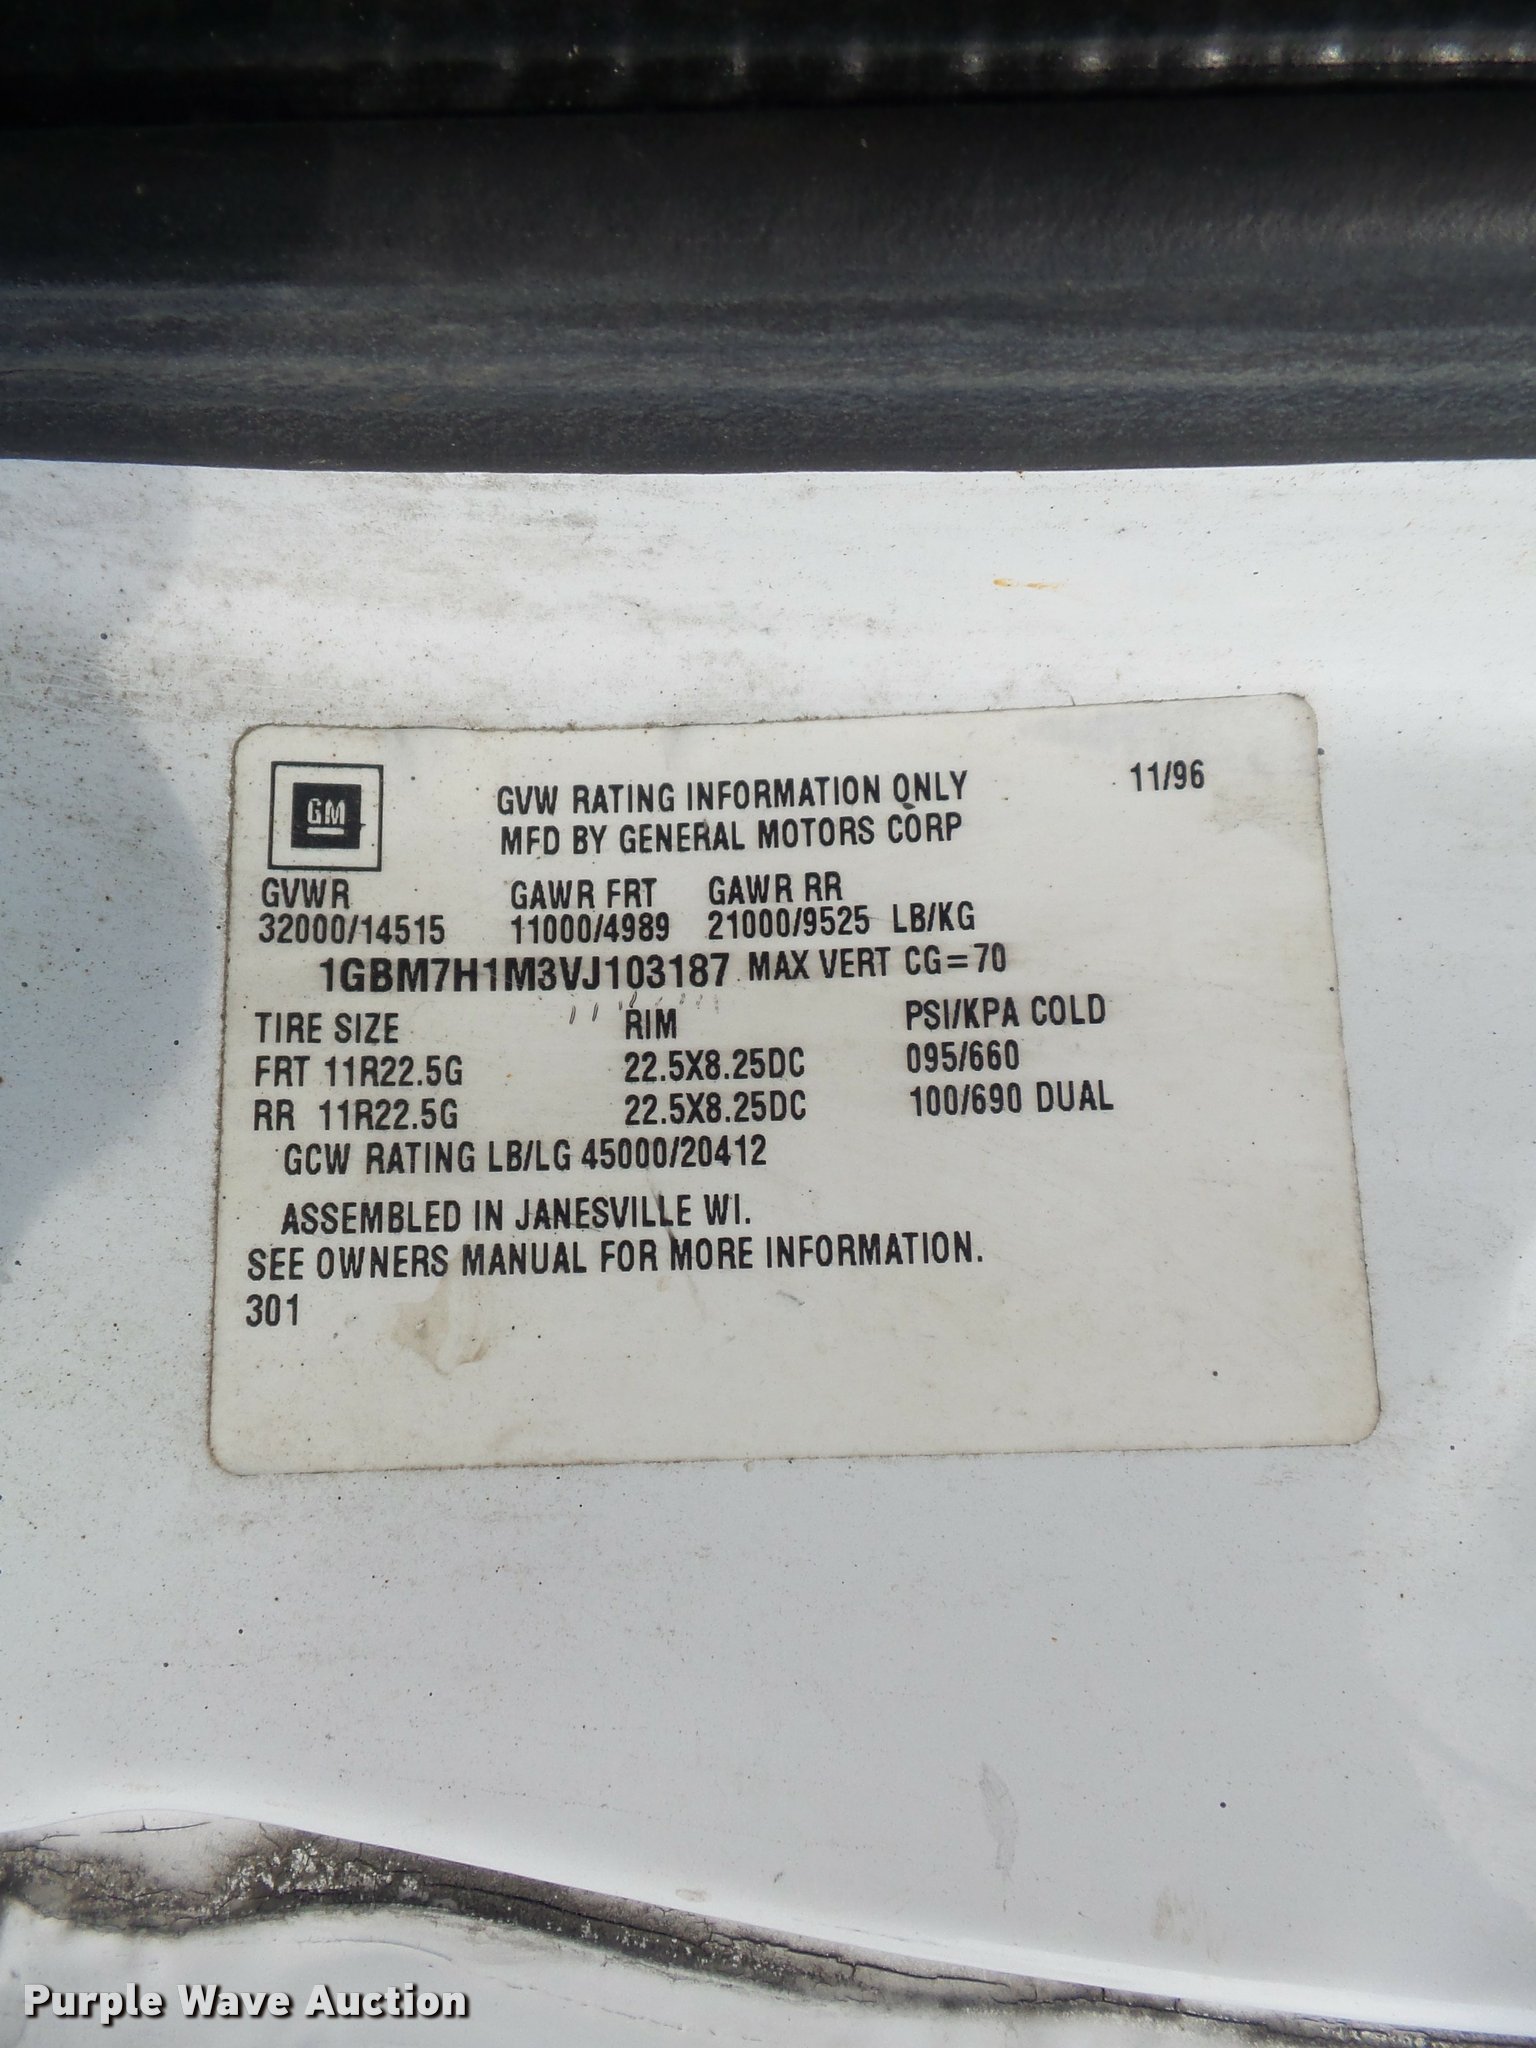 GM
GVW RATING INFORMATION ONLY 11/96
MFD BY GENERAL MOTORS CORP
GVWR GAWR FRT GAWR RR
32000/14515 11000/4989 21000/9525 LB/KG
1GBM7H1M3VJ103187 MAX VERT CG=70
TIRE SIZE RIM PSI/KPA COLD
FRT 11R22.5G 22.5X8.25DC 095/660
RR 11R22.5G 22.5X8.25DC 100/690 DUAL
GCW RATING LB/LG 45000/20412
ASSEMBLED IN JANESVILLE WI.
SEE OWNERS MANUAL FOR MORE INFORMATION.
301
Purple Wave Auction